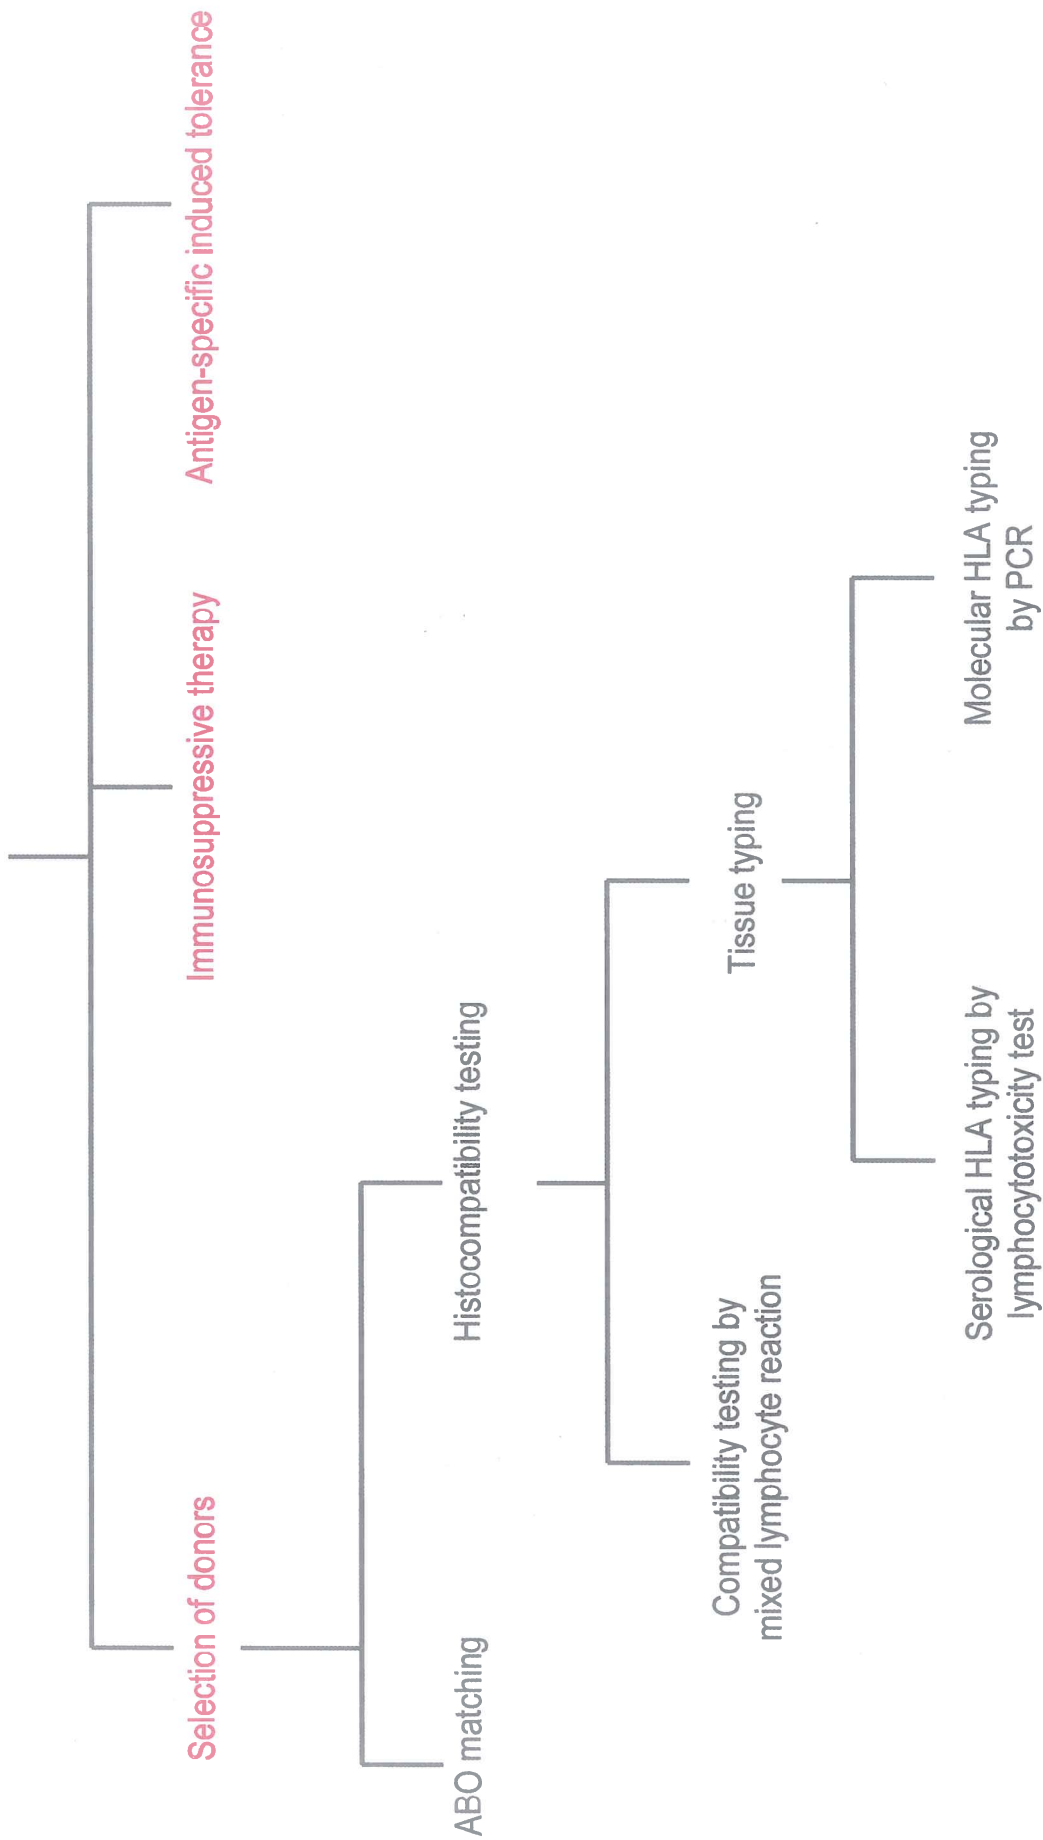 Selection of donors
Immunosuppressive therapy
Antigen-specific induced tolerance
ABO matching
Histocompatibility testing
Compatibility testing by
mixed lymphocyte reaction
Tissue typing
Serological HLA typing by
lymphocytotoxicity test
Molecular HLA typing
by PCR